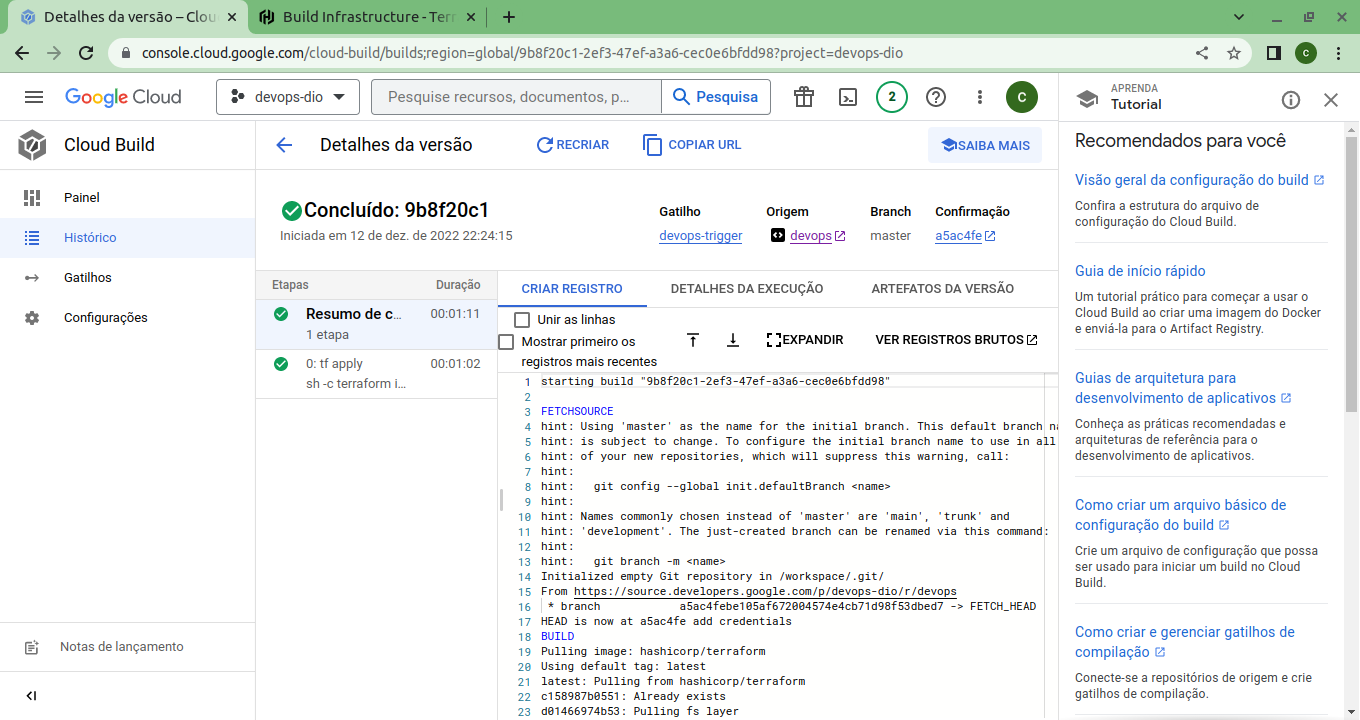 Detalhes da versão – Clou
Build Infrastructure - Terr
console.cloud.google.com/cloud-build/builds;region=global/9b8f20c1-2ef3-47ef-a3a6-cec0e6bfdd98?project=devops-dio
C
Google Cloud
devops-dio
Pesquise recursos, documentos, p...
Pesquisa
2
C
APRENDA
Tutorial
Cloud Build
Detalhes da versão
RECRIAR
COPIAR URL
SAIBA MAIS
Painel
Histórico
Gatilhos
Configurações
Notas de lançamento
Concluído: 9b8f20c1
Iniciada em 12 de dez. de 2022 22:24:15
Gatilho
devops-trigger
Origem
devops
Branch
master
Confirmação
a5ac4fe
Etapas Duração
Resumo de c... 00:01:11
1 etapa
0: tf apply 00:01:02
sh -c terraform i...
CRIAR REGISTRO
DETALHES DA EXECUÇÃO
ARTEFATOS DA VERSÃO
Unir as linhas
Mostrar primeiro os
registros mais recentes
EXPANDIR
VER REGISTROS BRUTOS
1 starting build "9b8f20c1-2ef3-47ef-a3a6-cec0e6bfdd98"
2
3 FETCHSOURCE
4 hint: Using 'master' as the name for the initial branch. This default branch na
5 hint: is subject to change. To configure the initial branch name to use in all
6 hint: of your new repositories, which will suppress this warning, call:
7 hint:
8 hint:   git config --global init.defaultBranch <name>
9 hint:
10 hint: Names commonly chosen instead of 'master' are 'main', 'trunk' and
11 hint: 'development'. The just-created branch can be renamed via this command:
12 hint:
13 hint:   git branch -m <name>
14 Initialized empty Git repository in /workspace/.git/
15 From https://source.developers.google.com/p/devops-dio/r/devops
16  * branch            a5ac4febe105af672004574e4cb71d98f53dbed7 -> FETCH_HEAD
17 HEAD is now at a5ac4fe add credentials
18 BUILD
19 Pulling image: hashicorp/terraform
20 Using default tag: latest
21 latest: Pulling from hashicorp/terraform
22 c158987b0551: Already exists
23 d01466974b53: Pulling fs layer
Recomendados para você
Visão geral da configuração do build
Confira a estrutura do arquivo de
configuração do Cloud Build.
Guia de início rápido
Um tutorial prático para começar a usar o
Cloud Build ao criar uma imagem do Docker
e enviá-la para o Artifact Registry.
Guias de arquitetura para
desenvolvimento de aplicativos
Conheça as práticas recomendadas e
arquiteturas de referência para o
desenvolvimento de aplicativos.
Como criar um arquivo básico de
configuração do build
Crie um arquivo de configuração que possa
ser usado para iniciar um build no Cloud
Build.
Como criar e gerenciar gatilhos de
compilação
Conecte-se a repositórios de origem e crie
gatilhos de compilação.